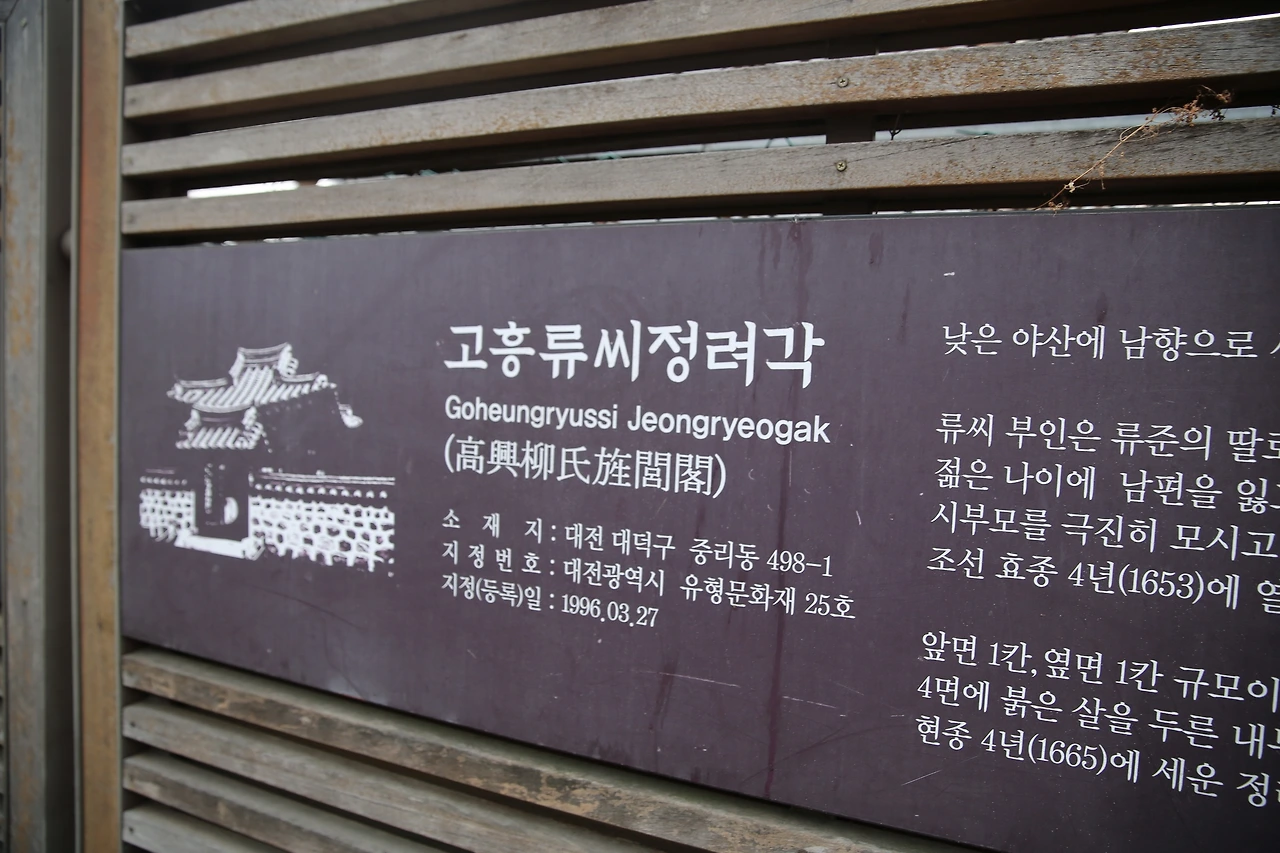 고흥류씨정려각
Goheungryussi Jeongryeogak
(高興柳氏旌閭閣)
소 재 지 : 대전 대덕구 중리동 498-1
지 정 번 호 : 대전광역시 유형문화재 25호
지정(등록)일 : 1996.03.27
낮은 야산에 남향으로
류씨 부인은 류준의
젊은 나이에 남편을
시부모를 극진히 모시고
조선 효종 4년(1653)에
앞면 1칸, 옆면 1칸 규모이
4면에 붉은 살을 두른
현종 4년(1665)에 세운